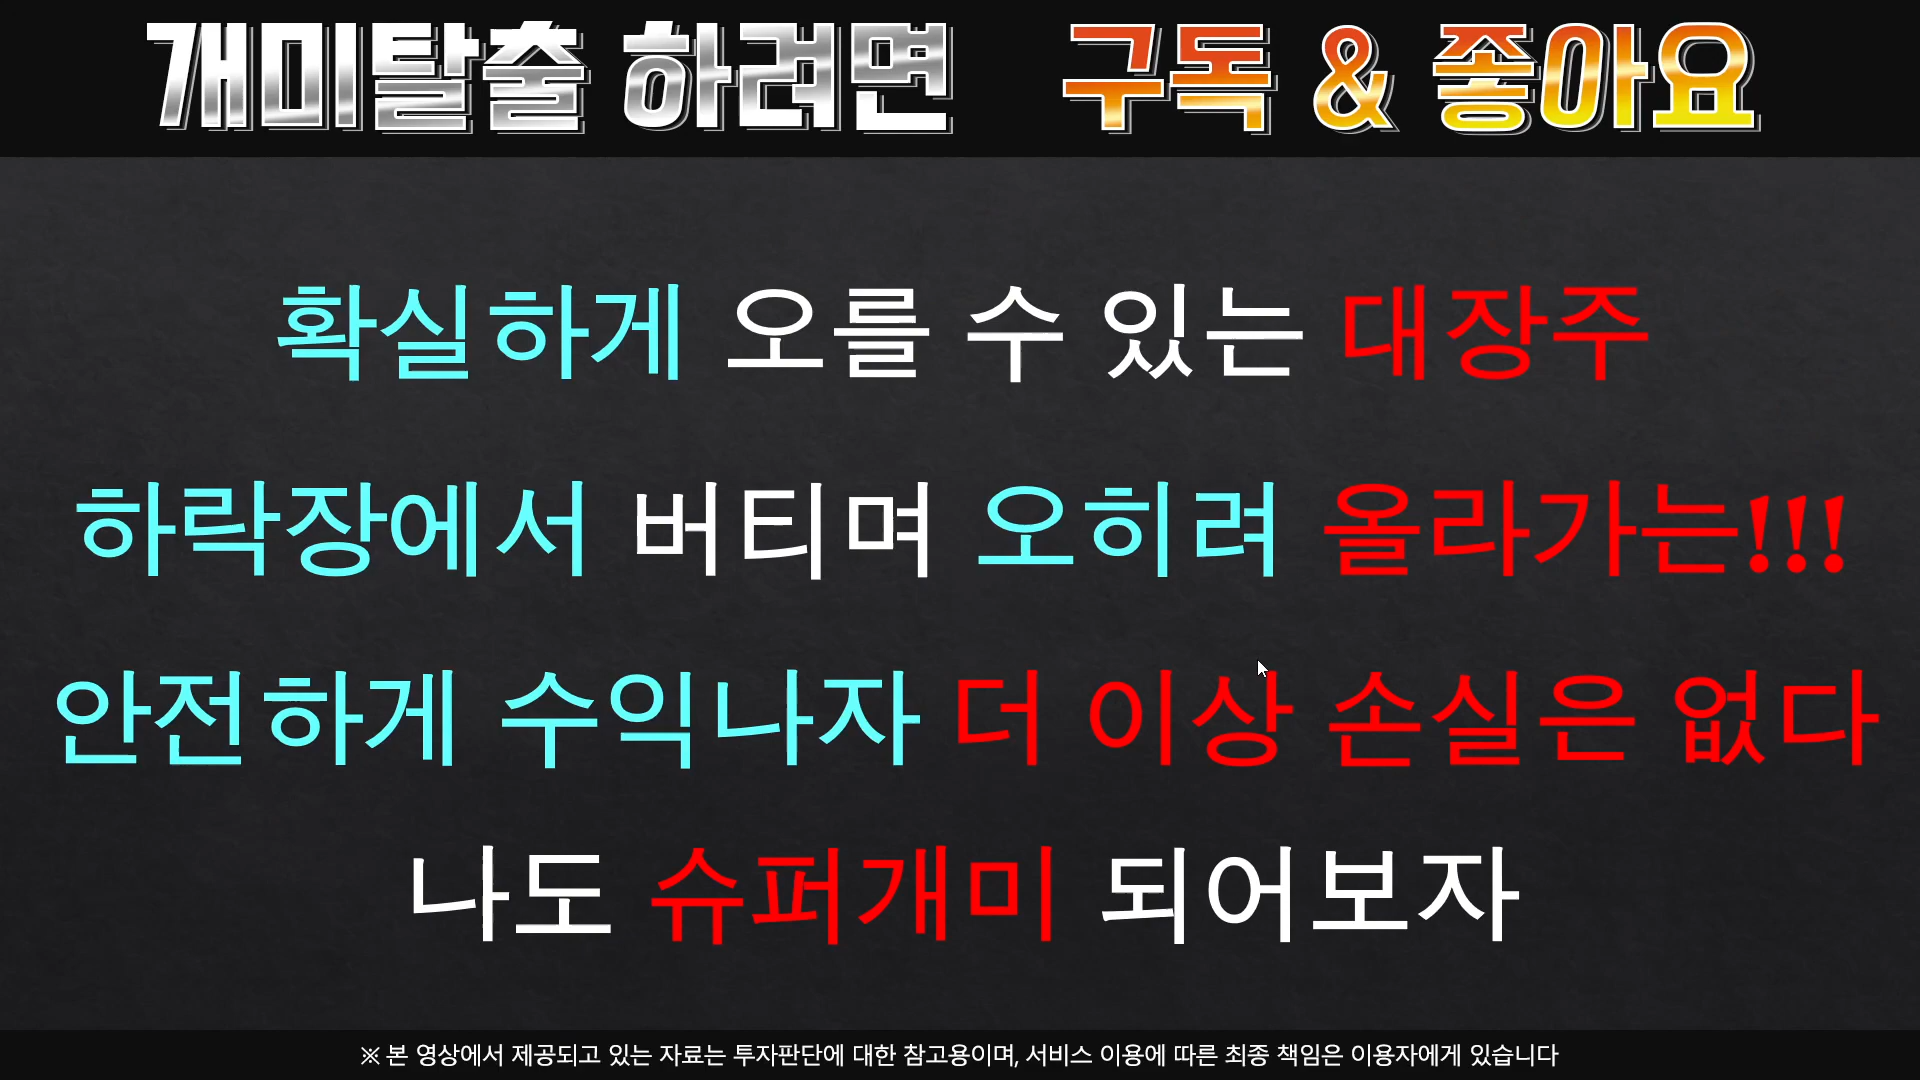 개미탈출 하려면 구독 & 좋아요
확실하게 오를 수 있는 대장주
하락장에서 버티며 오히려 올라가는!!!
안전하게 수익나자 더 이상 손실은 없다
나도 슈퍼개미 되어보자
※ 본 영상에서 제공되고 있는 자료는 투자판단에 대한 참고용이며, 서비스 이용에 따른 최종 책임은 이용자에게 있습니다